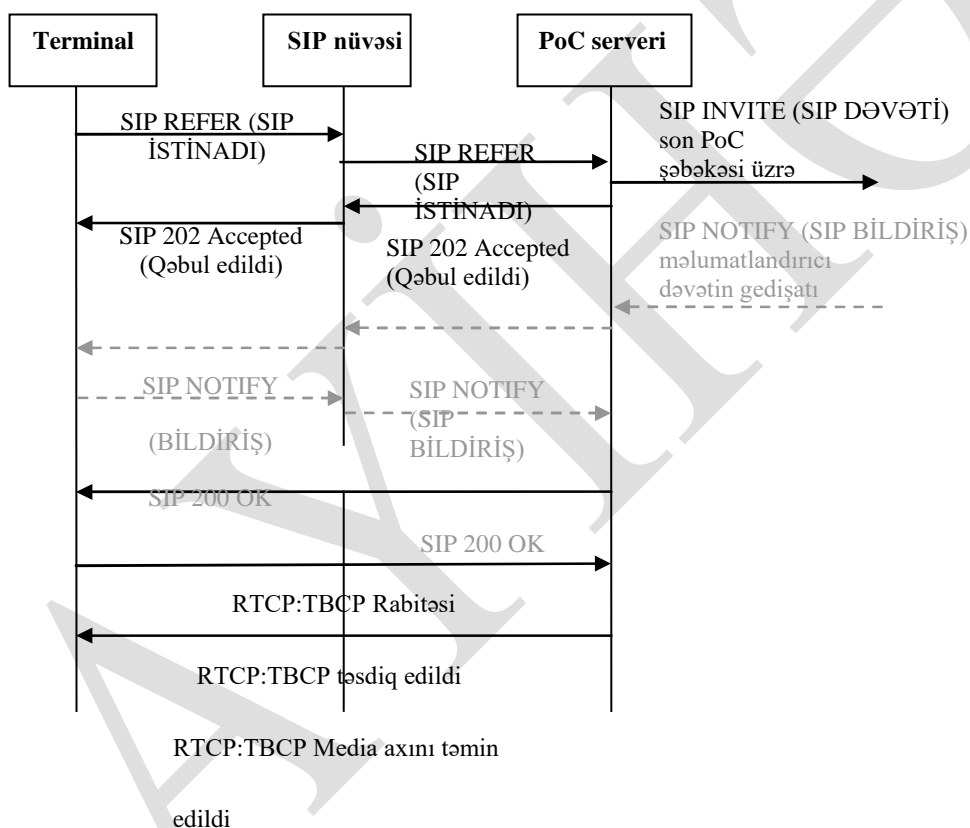 Terminal
SIP nüvəsi
PoC serveri
SIP REFER (SIP
İSTİNADI)
SIP REFER
(SIP
İSTİNADI)
SIP INVITE (SIP DƏVƏTİ)
son PoC
şəbəkəsi üzrə
SIP 202 Accepted
(Qəbul edildi)
SIP 202 Accepted
(Qəbul edildi)
SIP NOTIFY (SIP BİLDİRİŞ)
məlumatlandırıcı
dəvətin gedişatı
SIP NOTIFY
(BİLDİRİŞ)
SIP NOTIFY
(SIP
BİLDİRİŞ)
SIP 200 OK
SIP 200 OK
RTCP:TBCP Rabitəsi
RTCP:TBCP təsdiq edildi
RTCP:TBCP Media axını təmin
edildi